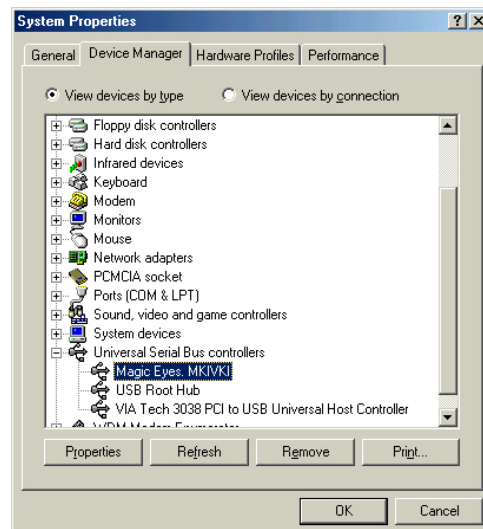 System Properties
General Device Manager Hardware Profiles Performance
View devices by type View devices by connection
Floppy disk controllers
Hard disk controllers
Infrared devices
Keyboard
Modem
Monitors
Mouse
Network adapters
PCMCIA socket
Ports (COM & LPT)
Sound, video and game controllers
System devices
Universal Serial Bus controllers
Magic Eyes. MKIVKI
USB Root Hub
VIA Tech 3038 PCI to USB Universal Host Controller
WDM Modem Enumerator
Properties Refresh Remove Print...
OK Cancel